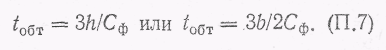 t_обт = 3h/C_ф или t_обт = 3b/2C_ф. (П.7)